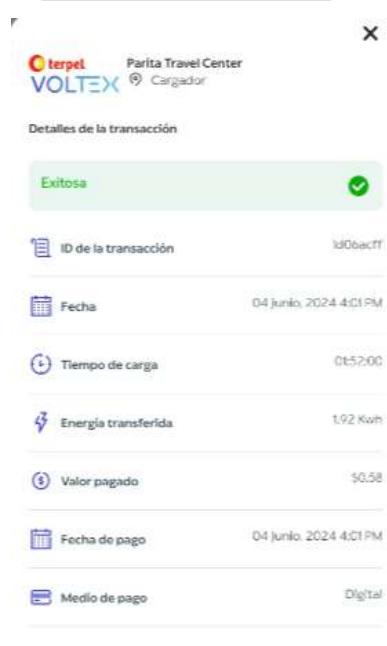 terpel
VOLTEX
Parita Travel Center
Cargador
Detalles de la transacción
Exitosa
ID de la transacción 1d06acff
Fecha 04 junio, 2024 4:01 PM
Tiempo de carga 01:52:00
Energía transferida 1.92 Kwh
Valor pagado $0.58
Fecha de pago 04 junio, 2024 4:01 PM
Medio de pago Digital